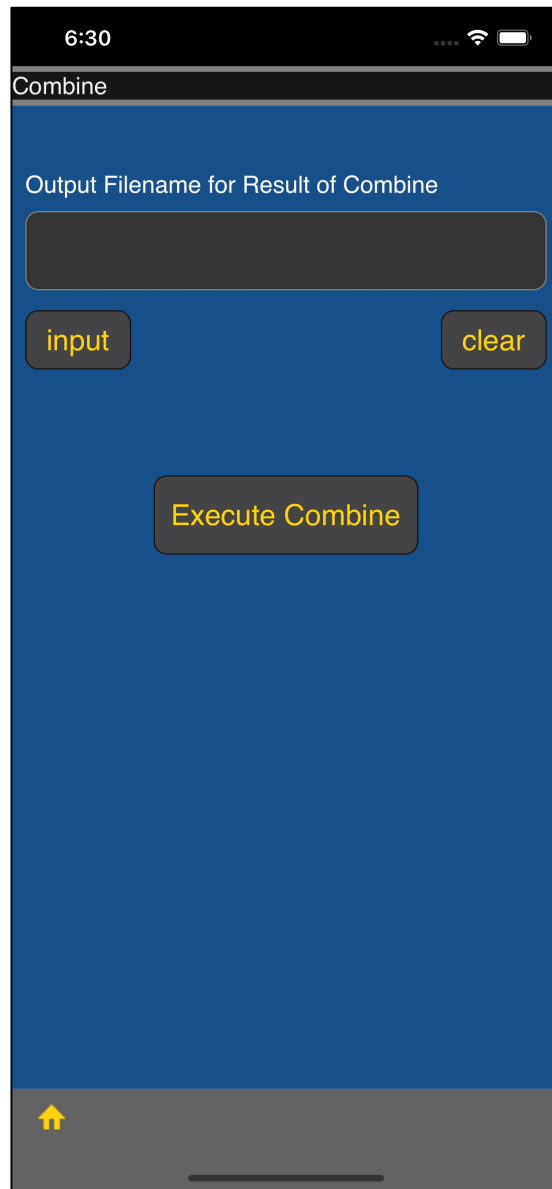 6:30
Combine
Output Filename for Result of Combine
input clear
Execute Combine